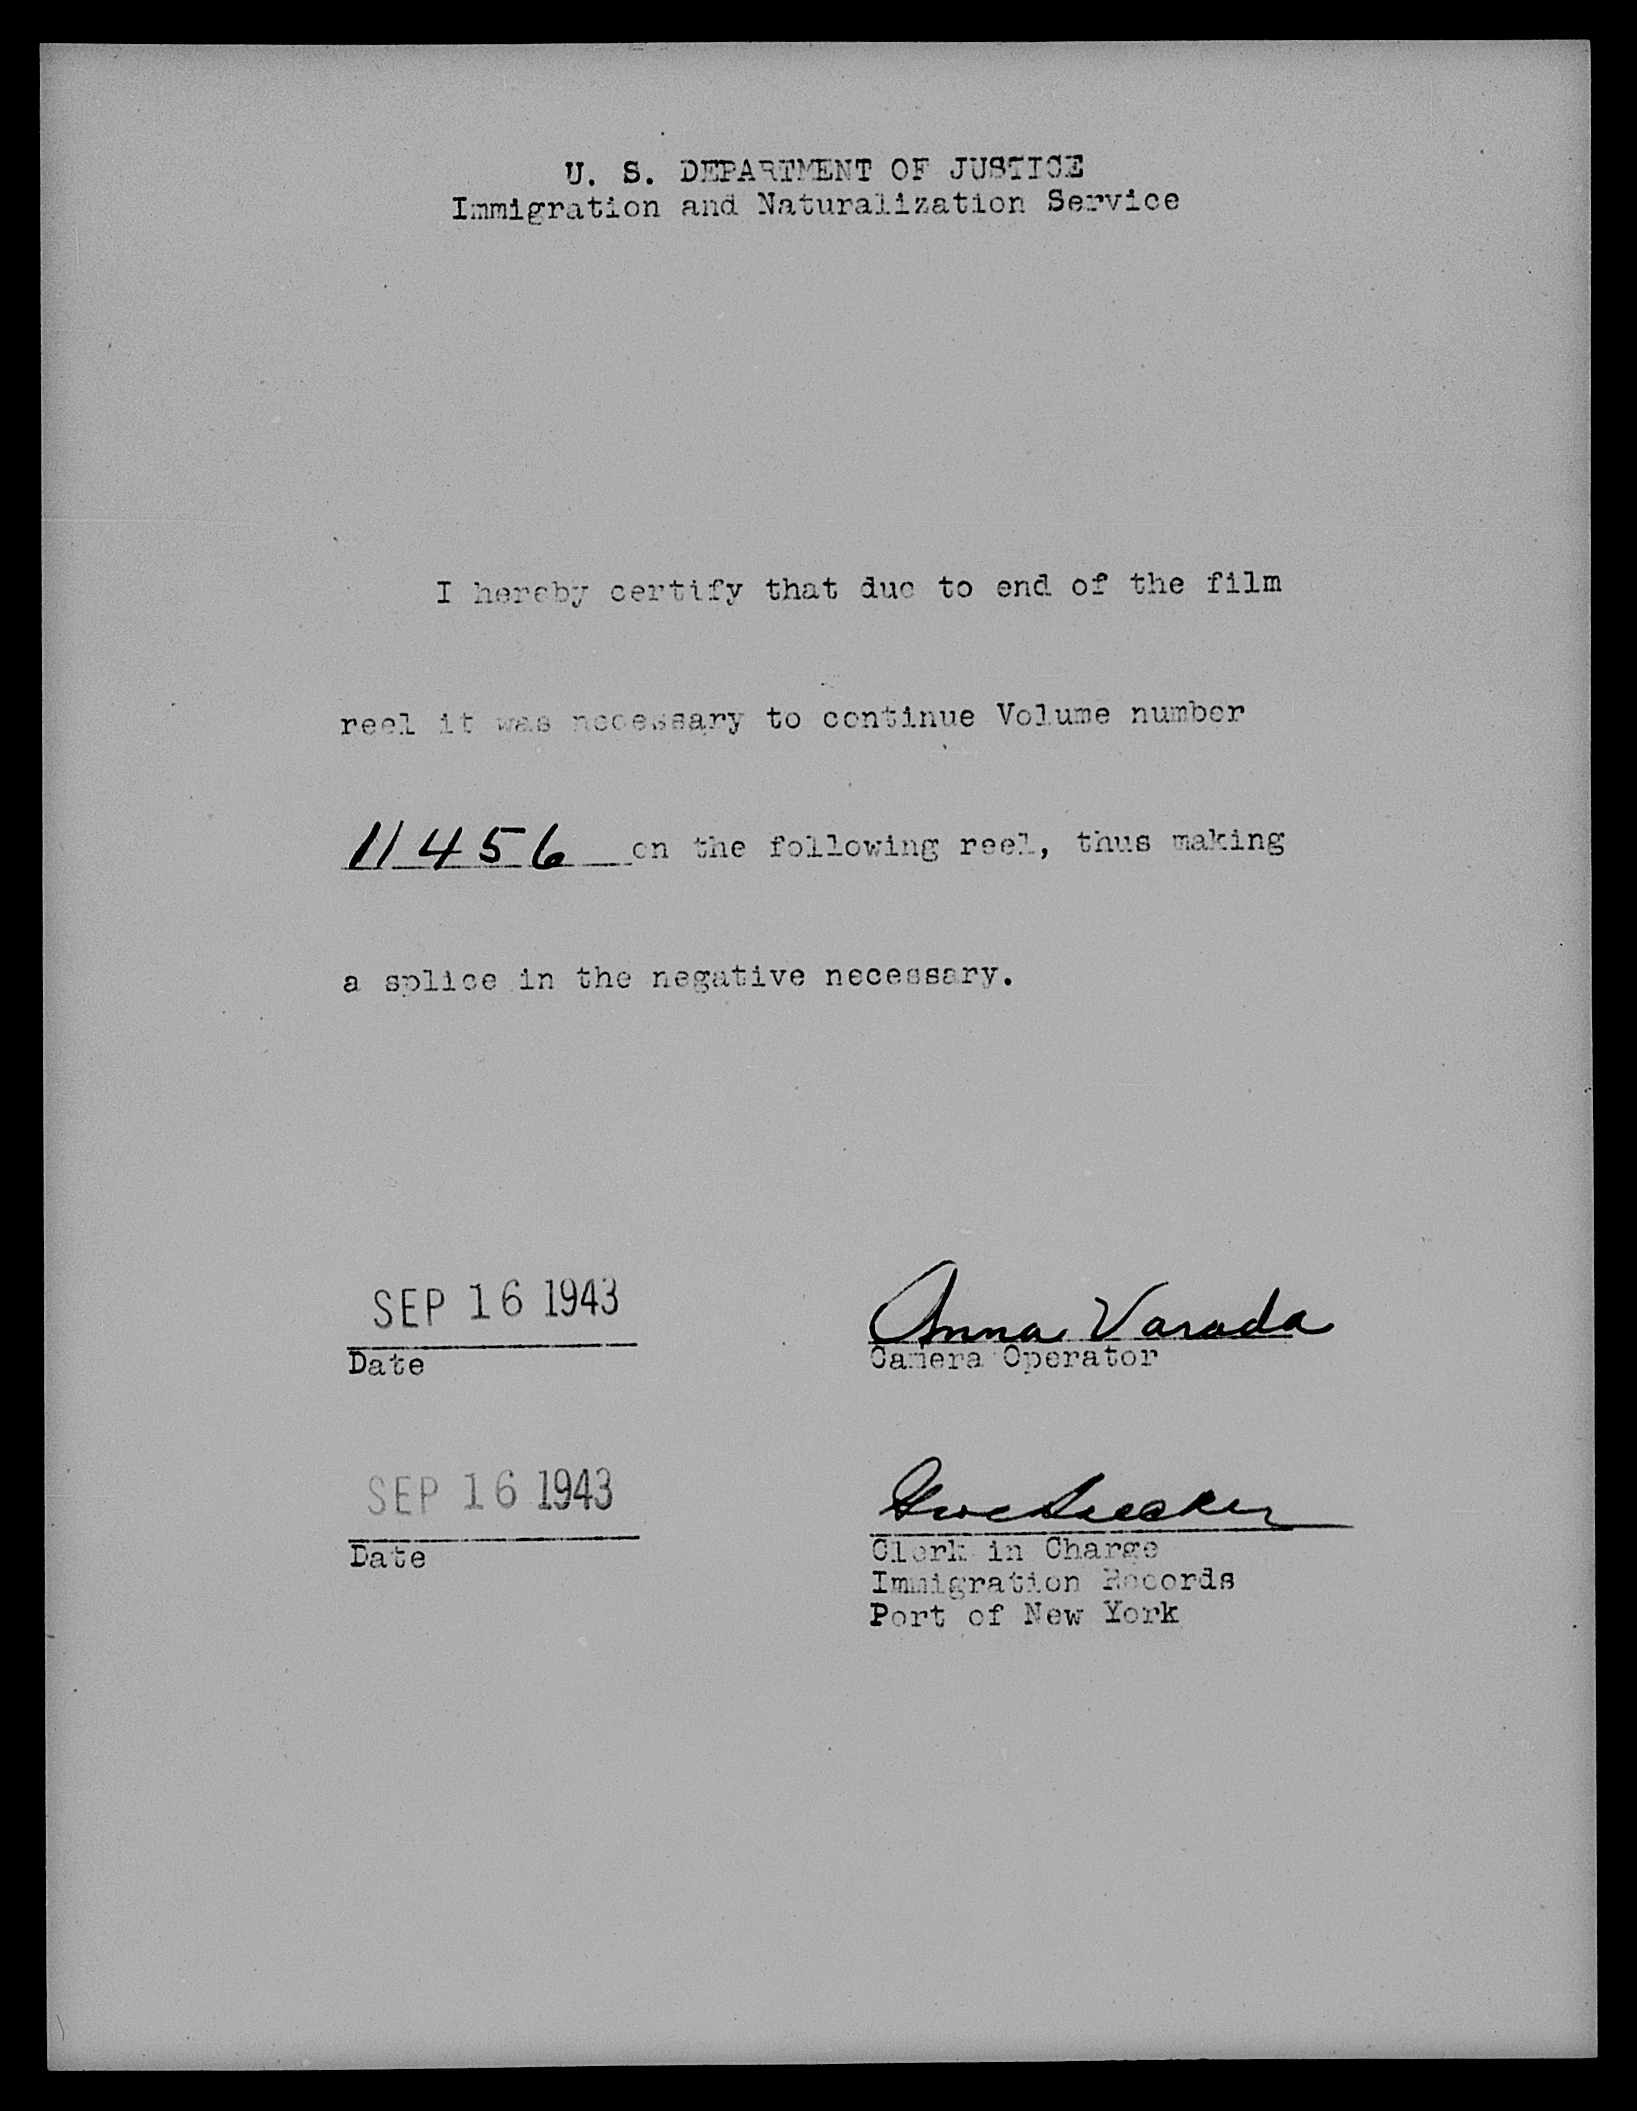 U. S. DEPARTMENT OF JUSTICE
Immigration and Naturalization Service
I hereby certify that due to end of the film
reel it was necessary to continue Volume number
11456 on the following reel, thus making
a splice in the negative necessary.
SEP 16 1943
Date
Anna Varada
Camera Operator
SEP 16 1943
Date
Clerk in Charge
Immigration Records
Port of New York